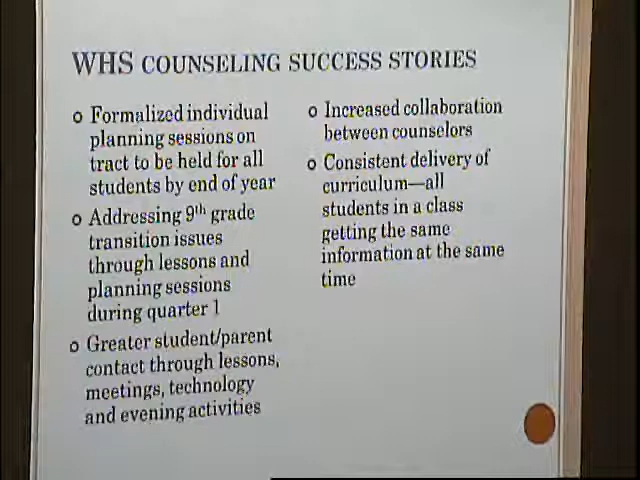 WHS COUNSELING SUCCESS STORIES
o Formalized individual
planning sessions on
tract to be held for all
students by end of year
o Addressing 9th grade
transition issues
through lessons and
planning sessions
during quarter 1
o Greater student/parent
contact through lessons,
meetings, technology
and evening activities
o Increased collaboration
between counselors
o Consistent delivery of
curriculum—all
students in a class
getting the same
information at the same
time